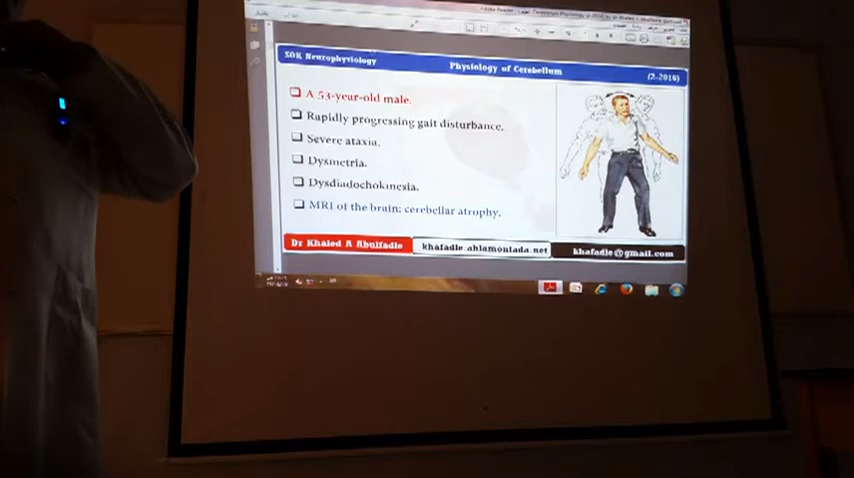 SOK Neurophysiology
Physiology of Cerebellum
(2-2016)
A 53-year-old male.
Rapidly progressing gait disturbance.
Severe ataxia.
Dysmetria.
Dysdiadochokinesia.
MRI of the brain: cerebellar atrophy.
Dr Khaled A Abulfadle
khafadle.ahlamontada.net
khafadle@gmail.com